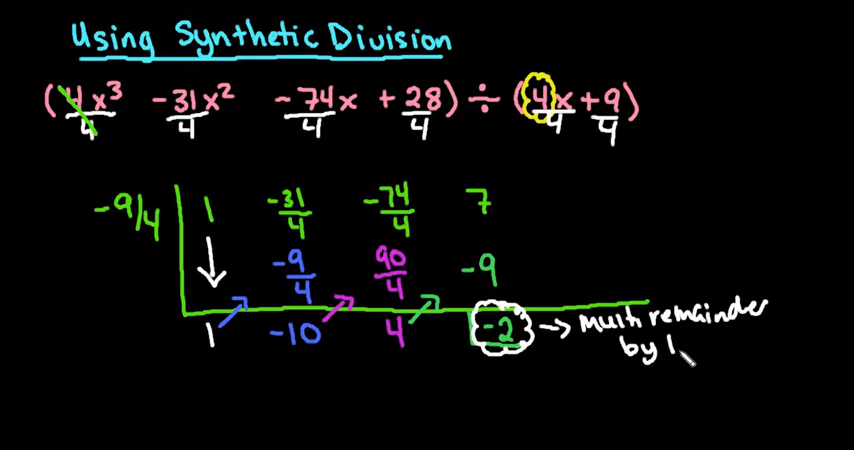 Using Synthetic Division
(4x³/4 -31x²/4 -74x/4 +28/4) ÷ (4x/4 +9/4)
-9/4 1 -31/4 -74/4 7
-9/4 90/4 -9
1 -10 4 -2 → mult remainder
by